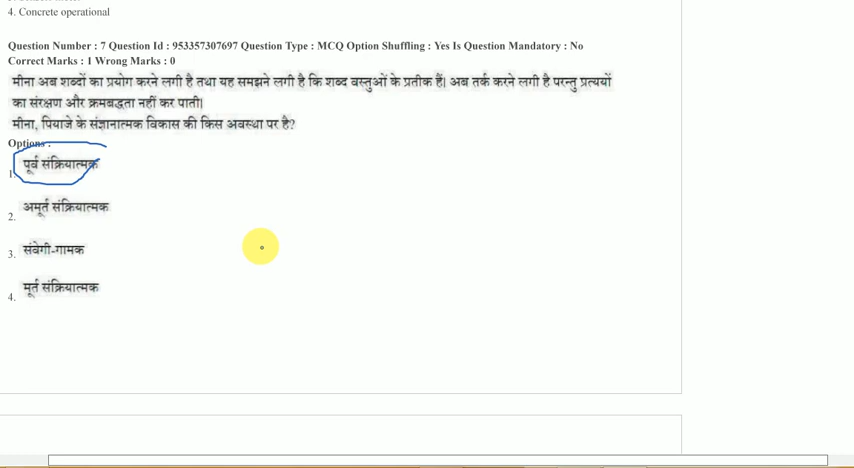 4. Concrete operational
Question Number : 7 Question Id : 953357307697 Question Type : MCQ Option Shuffling : Yes Is Question Mandatory : No
Correct Marks : 1 Wrong Marks : 0
मीना अब शब्दों का प्रयोग करने लगी है तथा यह समझने लगी है कि शब्द वस्तुओं के प्रतीक हैं। अब तर्क करने लगी है परन्तु प्रत्ययों
का संरक्षण और क्रमबद्धता नहीं कर पाती।
मीना, पियाजे के संज्ञानात्मक विकास की किस अवस्था पर है?
Options :
1. पूर्व संक्रियात्मक
2. अमूर्त संक्रियात्मक
3. संवेगी-गामक
4. मूर्त संक्रियात्मक